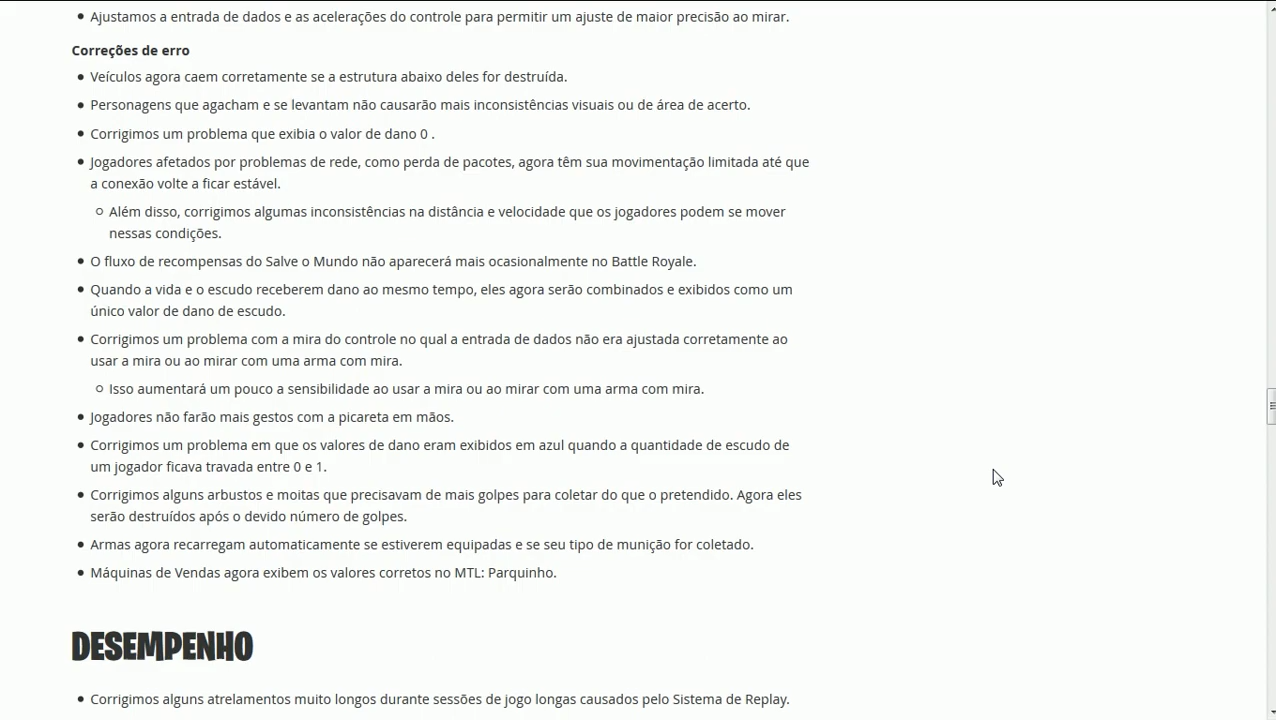 • Ajustamos a entrada de dados e as acelerações do controle para permitir um ajuste de maior precisão ao mirar.
Correções de erro
• Veículos agora caem corretamente se a estrutura abaixo deles for destruída.
• Personagens que agacham e se levantam não causarão mais inconsistências visuais ou de área de acerto.
• Corrigimos um problema que exibia o valor de dano 0 .
• Jogadores afetados por problemas de rede, como perda de pacotes, agora têm sua movimentação limitada até que
a conexão volte a ficar estável.
○ Além disso, corrigimos algumas inconsistências na distância e velocidade que os jogadores podem se mover
nessas condições.
• O fluxo de recompensas do Salve o Mundo não aparecerá mais ocasionalmente no Battle Royale.
• Quando a vida e o escudo receberem dano ao mesmo tempo, eles agora serão combinados e exibidos como um
único valor de dano de escudo.
• Corrigimos um problema com a mira do controle no qual a entrada de dados não era ajustada corretamente ao
usar a mira ou ao mirar com uma arma com mira.
○ Isso aumentará um pouco a sensibilidade ao usar a mira ou ao mirar com uma arma com mira.
• Jogadores não farão mais gestos com a picareta em mãos.
• Corrigimos um problema em que os valores de dano eram exibidos em azul quando a quantidade de escudo de
um jogador ficava travada entre 0 e 1.
• Corrigimos alguns arbustos e moitas que precisavam de mais golpes para coletar do que o pretendido. Agora eles
serão destruídos após o devido número de golpes.
• Armas agora recarregam automaticamente se estiverem equipadas e se seu tipo de munição for coletado.
• Máquinas de Vendas agora exibem os valores corretos no MTL: Parquinho.
DESEMPENHO
• Corrigimos alguns atrelamentos muito longos durante sessões de jogo longas causados pelo Sistema de Replay.